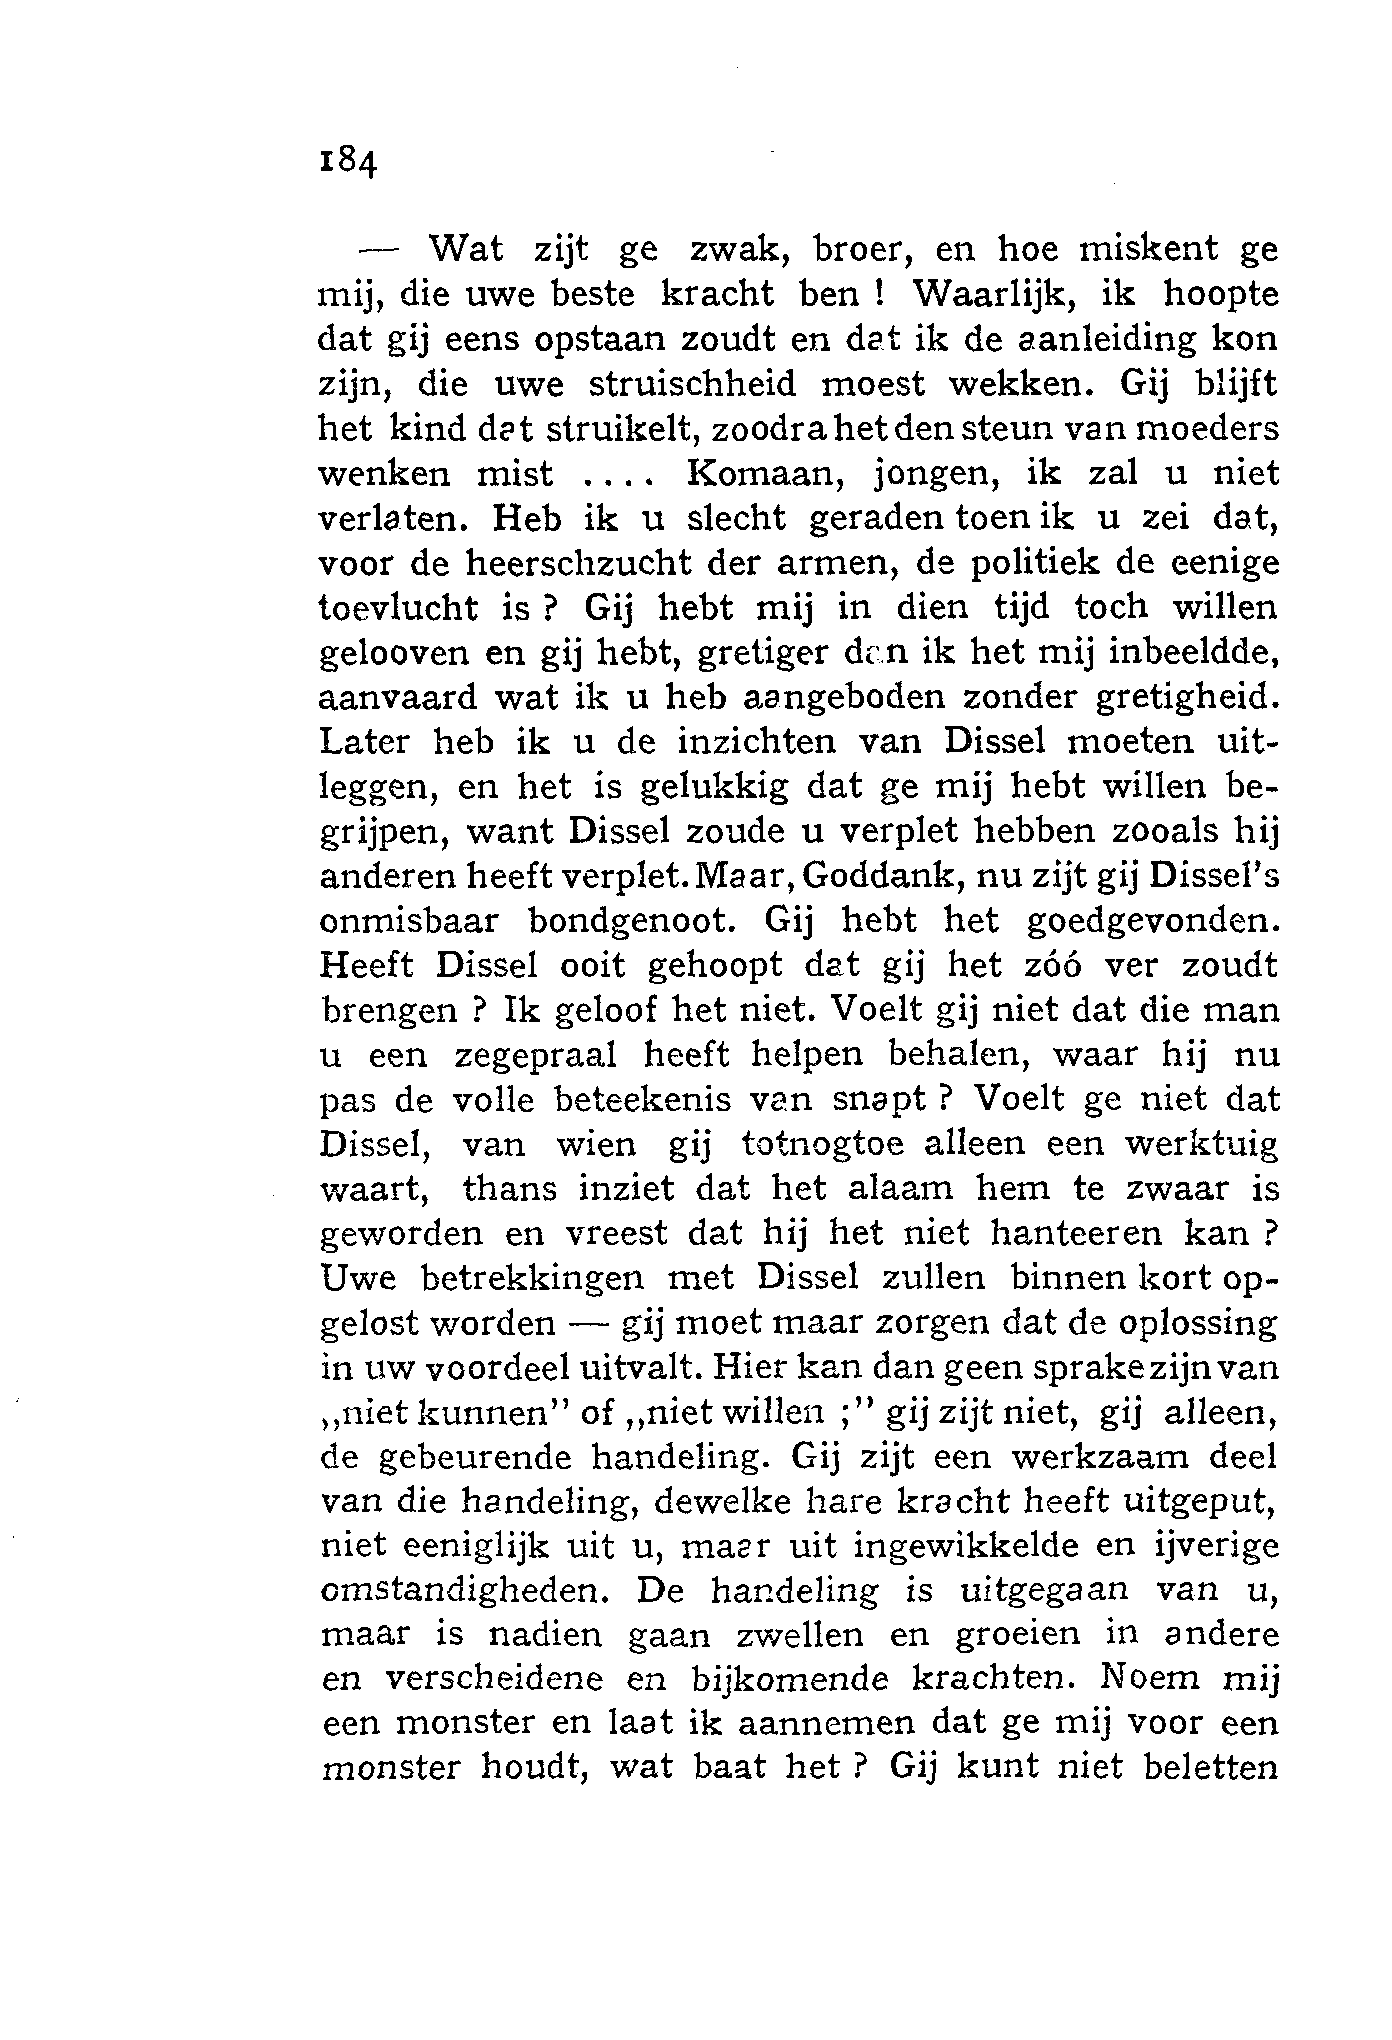 184
— Wat zijt ge zwak, broer, en hoe miskent ge
mij, die uwe beste kracht ben ! Waarlijk, ik hoopte
dat gij eens opstaan zoudt en dat ik de aanleiding kon
zijn, die uwe struischheid moest wekken. Gij blijft
het kind dat struikelt, zoodra het den steun van moeders
wenken mist .... Komaan, jongen, ik zal u niet
verlaten. Heb ik u slecht geraden toen ik u zei dat,
voor de heerschzucht der armen, de politiek de eenige
toevlucht is ? Gij hebt mij in dien tijd toch willen
gelooven en gij hebt, gretiger dan ik het mij inbeeldde,
aanvaard wat ik u heb aangeboden zonder gretigheid.
Later heb ik u de inzichten van Dissel moeten uit-
leggen, en het is gelukkig dat ge mij hebt willen be-
grijpen, want Dissel zoude u verplet hebben zooals hij
anderen heeft verplet. Maar, Goddank, nu zijt gij Dissel's
onmisbaar bondgenoot. Gij hebt het goedgevonden.
Heeft Dissel ooit gehoopt dat gij het zóó ver zoudt
brengen ? Ik geloof het niet. Voelt gij niet dat die man
u een zegepraal heeft helpen behalen, waar hij nu
pas de volle beteekenis van snapt ? Voelt ge niet dat
Dissel, van wien gij totnogtoe alleen een werktuig
waart, thans inziet dat het alaam hem te zwaar is
geworden en vreest dat hij het niet hanteeren kan ?
Uwe betrekkingen met Dissel zullen binnen kort op-
gelost worden — gij moet maar zorgen dat de oplossing
in uw voordeel uitvalt. Hier kan dan geen sprake zijn van
,,niet kunnen" of ,,niet willen ;" gij zijt niet, gij alleen,
de gebeurende handeling. Gij zijt een werkzaam deel
van die handeling, dewelke hare kracht heeft uitgeput,
niet eeniglijk uit u, maar uit ingewikkelde en ijverige
omstandigheden. De handeling is uitgegaan van u,
maar is nadien gaan zwellen en groeien in andere
en verscheidene en bijkomende krachten. Noem mij
een monster en laat ik aannemen dat ge mij voor een
monster houdt, wat baat het ? Gij kunt niet beletten